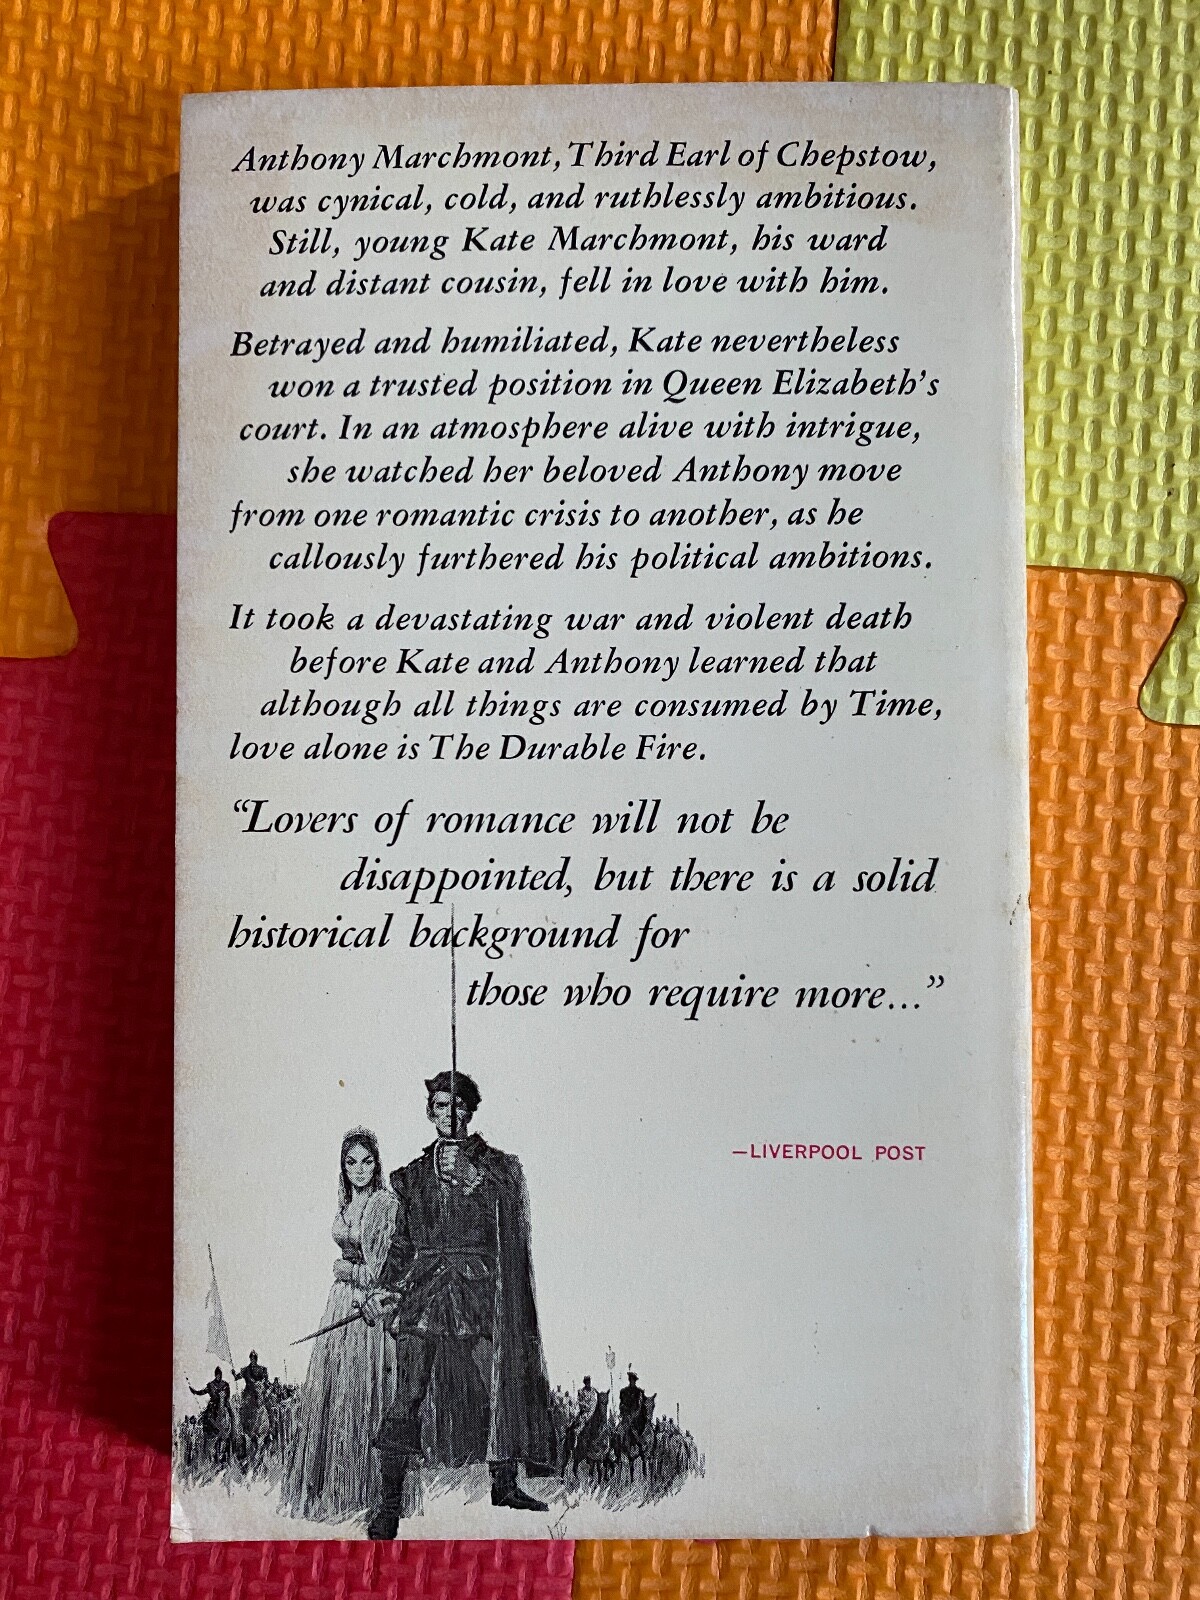 Anthony Marchmont, Third Earl of Chepstow,
was cynical, cold, and ruthlessly ambitious.
Still, young Kate Marchmont, his ward
and distant cousin, fell in love with him.
Betrayed and humiliated, Kate nevertheless
won a trusted position in Queen Elizabeth's
court. In an atmosphere alive with intrigue,
she watched her beloved Anthony move
from one romantic crisis to another, as he
callously furthered his political ambitions.
It took a devastating war and violent death
before Kate and Anthony learned that
although all things are consumed by Time,
love alone is The Durable Fire.
“Lovers of romance will not be
disappointed, but there is a solid
historical background for
those who require more...”
—LIVERPOOL POST